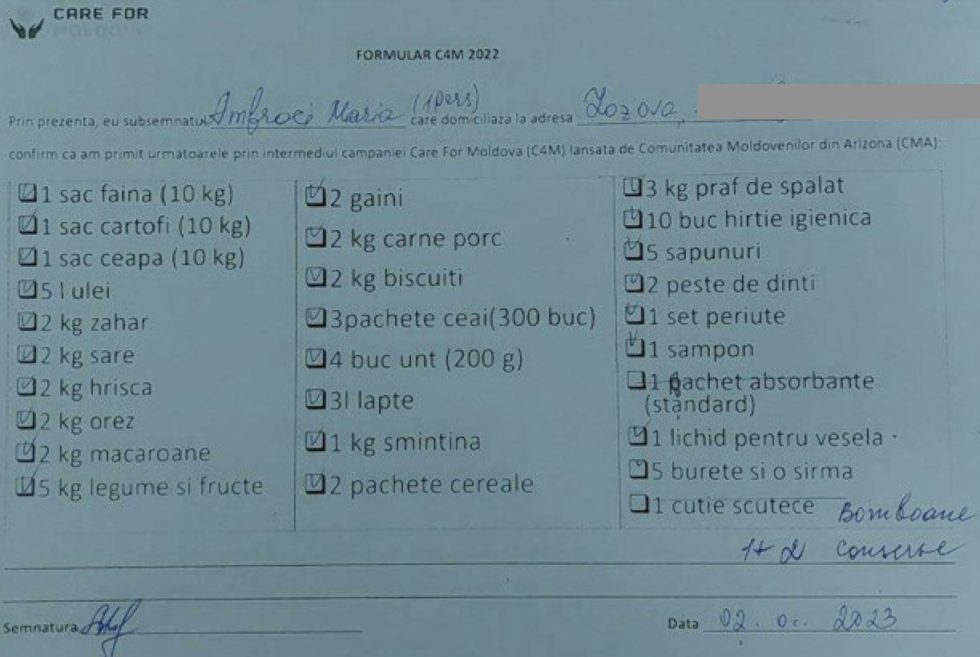 CARE FOR
MOLDOVA
FORMULAR C4M 2022
Prin prezenta, eu subsemnatul Ambroci Maria (1pers) care domiciliaza la adresa Lozova,
confirm ca am primit urmatoarele prin intermediul campaniei Care For Moldova (C4M) lansata de Comunitatea Moldovenilor din Arizona (CMA):
1 sac faina (10 kg)
1 sac cartofi (10 kg)
1 sac ceapa (10 kg)
5 l ulei
2 kg zahar
2 kg sare
2 kg hrisca
2 kg orez
2 kg macaroane
5 kg legume si fructe
2 gaini
2 kg carne porc
2 kg biscuiti
3pachete ceai(300 buc)
4 buc unt (200 g)
3l lapte
1 kg smintina
2 pachete cereale
3 kg praf de spalat
10 buc hirtie igienica
5 sapunuri
2 peste de dinti
1 set periute
1 sampon
1 pachet absorbante
(standard)
1 lichid pentru vesela
5 burete si o sirma
1 cutie scutece Bomboane
conserve
Semnatura
Data 02. 2023